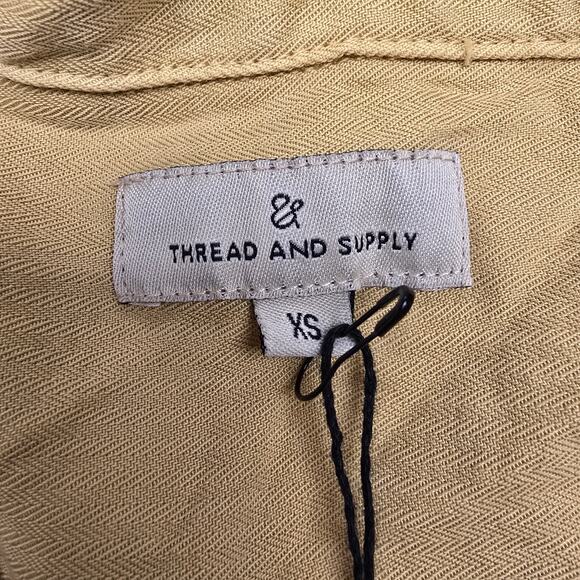 &
THREAD AND SUPPLY
XS